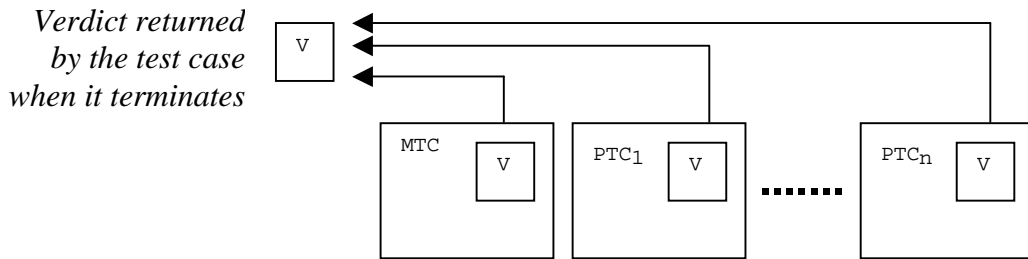 Verdict returned
by the test case
when it terminates
V
MTC
V
PTC1
V
PTCn
V